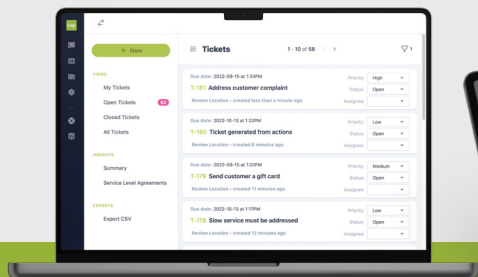 + New
Tickets
1 - 10 of 58
1
VIEWS
My Tickets
Open Tickets
Closed Tickets
All Tickets
INSIGHTS
Summary
Service Level Agreements
EXPORTS
Export CSV
Due date: 2022-09-15 at 1:34PM
T-181 Address customer complaint
Review Location - created less than a minute ago
Priority: High
Status: Open
Assignee:
Due date: 2022-10-13 at 1:22PM
T-180 Ticket generated from actions
Review Location - created 6 minutes ago
Priority: Low
Status: Open
Assignee:
Due date: 2022-09-15 at 1:20PM
T-179 Send customer a gift card
Review Location - created 11 minutes ago
Priority: Medium
Status: Open
Assignee:
Due date: 2022-10-13 at 1:17PM
T-178 Slow service must be addressed
Review Location - created 12 minutes ago
Priority: Low
Status: Open
Assignee: